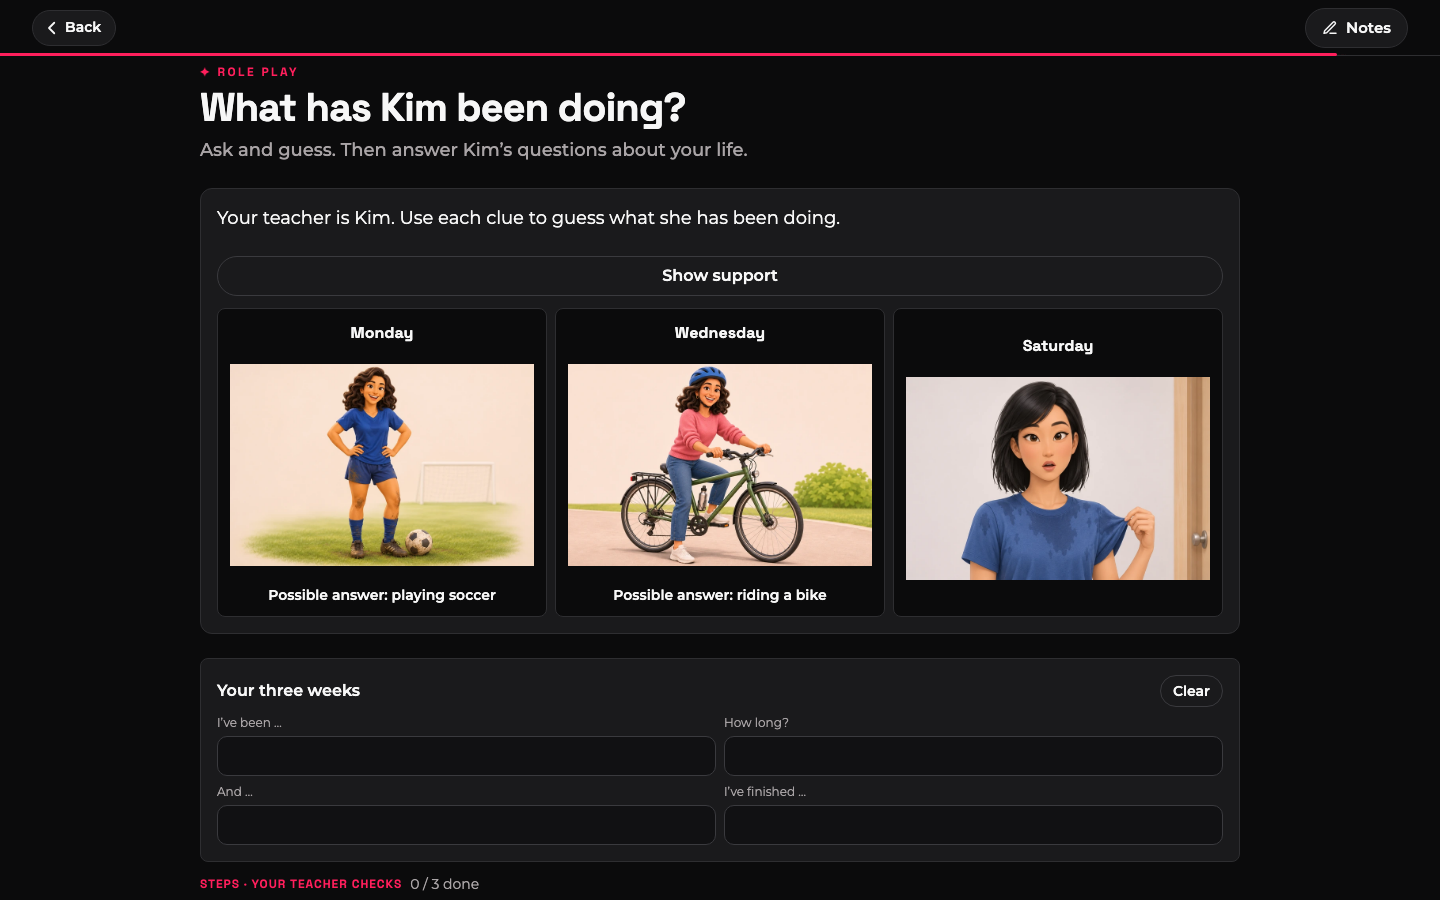 Back
Notes
✦ ROLE PLAY
What has Kim been doing?
Ask and guess. Then answer Kim’s questions about your life.
Your teacher is Kim. Use each clue to guess what she has been doing.
Show support
Monday
Wednesday
Saturday
Possible answer: playing soccer
Possible answer: riding a bike
Your three weeks
Clear
I’ve been ...
How long?
And ...
I’ve finished ...
STEPS · YOUR TEACHER CHECKS 0 / 3 done